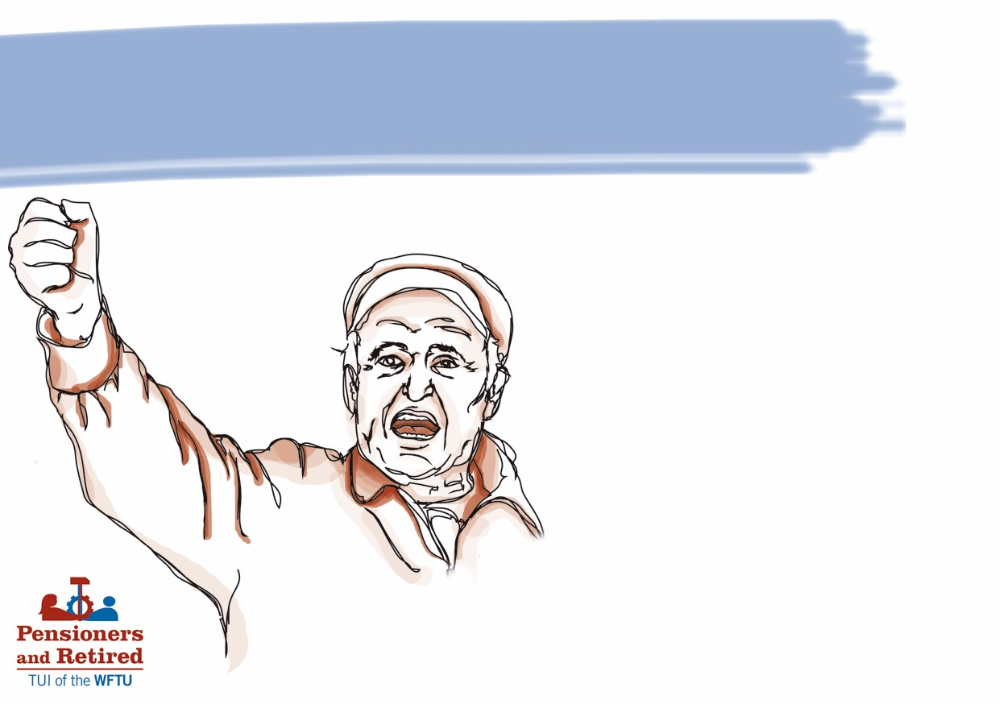 Pensioners
and Retired
TUI of the WFTU